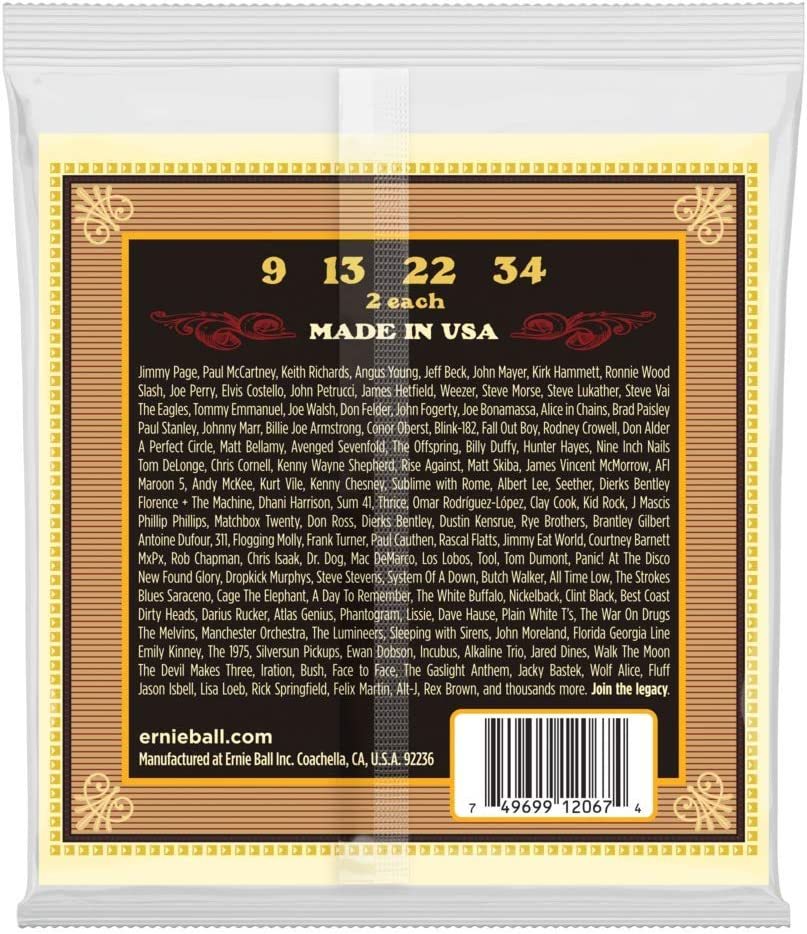 9 13 22 34
2 each
MADE IN USA
Jimmy Page, Paul McCartney, Keith Richards, Angus Young, Jeff Beck, John Mayer, Kirk Hammett, Ronnie Wood
Slash, Joe Perry, Elvis Costello, John Petrucci, James Hetfield, Weezer, Steve Morse, Steve Lukather, Steve Vai
The Eagles, Tommy Emmanuel, Joe Walsh, Don Felder, John Fogerty, Joe Bonamassa, Alice in Chains, Brad Paisley
Paul Stanley, Johnny Marr, Billie Joe Armstrong, Conor Oberst, Blink-182, Fall Out Boy, Rodney Crowell, Don Alder
A Perfect Circle, Matt Bellamy, Avenged Sevenfold, The Offspring, Billy Duffy, Hunter Hayes, Nine Inch Nails
Tom DeLonge, Chris Cornell, Kenny Wayne Shepherd, Rise Against, Matt Skiba, James Vincent McMorrow, AFI
Maroon 5, Andy McKee, Kurt Vile, Kenny Chesney, Sublime with Rome, Albert Lee, Seether, Dierks Bentley
Florence + The Machine, Dhani Harrison, Sum 41, Thrice, Omar Rodríguez-López, Clay Cook, Kid Rock, J Mascis
Phillip Phillips, Matchbox Twenty, Don Ross, Dierks Bentley, Dustin Kensrue, Rye Brothers, Brantley Gilbert
Antoine Dufour, 311, Flogging Molly, Frank Turner, Paul Cauthen, Rascal Flatts, Jimmy Eat World, Courtney Barnett
MxPx, Rob Chapman, Chris Isaak, Dr. Dog, Mac DeMarco, Los Lobos, Tool, Tom Dumont, Panic! At The Disco
New Found Glory, Dropkick Murphys, Steve Stevens, System Of A Down, Butch Walker, All Time Low, The Strokes
Blues Saraceno, Cage The Elephant, A Day To Remember, The White Buffalo, Nickelback, Clint Black, Best Coast
Dirty Heads, Darius Rucker, Atlas Genius, Phantogram, Lissie, Dave Hause, Plain White T's, The War On Drugs
The Melvins, Manchester Orchestra, The Lumineers, Sleeping with Sirens, John Moreland, Florida Georgia Line
Emily Kinney, The 1975, Silversun Pickups, Ewan Dobson, Incubus, Alkaline Trio, Jared Dines, Walk The Moon
The Devil Makes Three, Iration, Bush, Face to Face, The Gaslight Anthem, Jacky Bastek, Wolf Alice, Fluff
Jason Isbell, Lisa Loeb, Rick Springfield, Felix Martin, Alt-J, Rex Brown, and thousands more. Join the legacy.
ernieball.com
Manufactured at Ernie Ball Inc. Coachella, CA, U.S.A. 92236
7 49699 12067 4